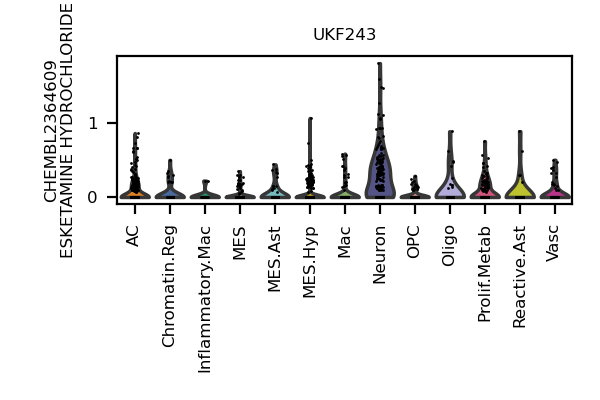 UKF243
CHEMBL2364609
ESKETAMINE HYDROCHLORIDE
1
0
AC
Chromatin.Reg
Inflammatory.Mac
MES
MES.Ast
MES.Hyp
Mac
Neuron
OPC
Oligo
Prolif.Metab
Reactive.Ast
Vasc